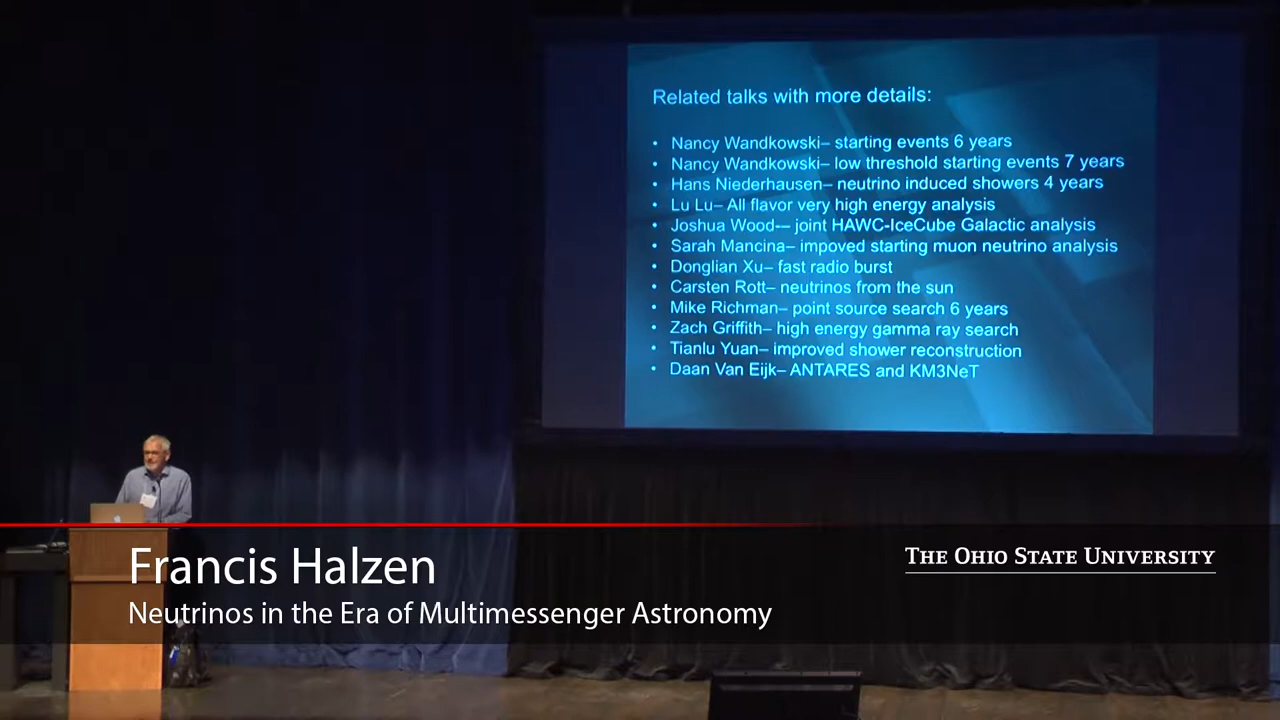 Related talks with more details:
• Nancy Wandkowski– starting events 6 years
• Nancy Wandkowski– low threshold starting events 7 years
• Hans Niederhausen– neutrino induced showers 4 years
• Lu Lu– All flavor very high energy analysis
• Joshua Wood-– joint HAWC-IceCube Galactic analysis
• Sarah Mancina– impoved starting muon neutrino analysis
• Donglian Xu– fast radio burst
• Carsten Rott– neutrinos from the sun
• Mike Richman– point source search 6 years
• Zach Griffith– high energy gamma ray search
• Tianlu Yuan– improved shower reconstruction
• Daan Van Eijk– ANTARES and KM3NeT
Francis Halzen
Neutrinos in the Era of Multimessenger Astronomy
The Ohio State University